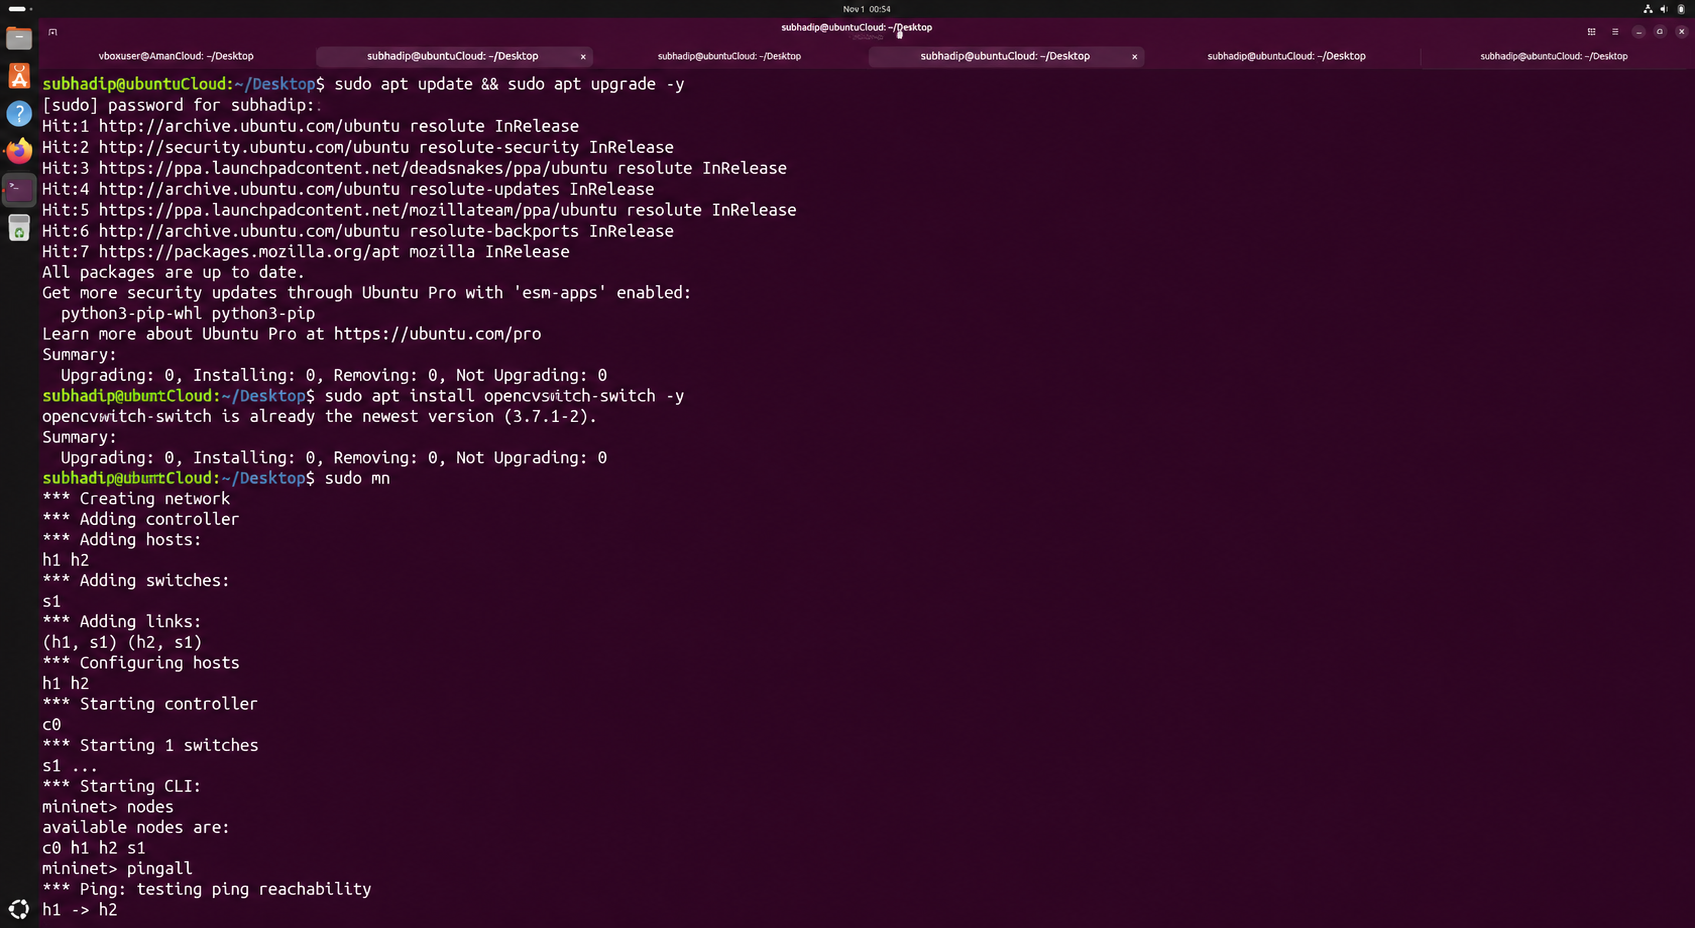 Nov 1 00:54
subhadip@ubuntuCloud: ~/Desktop
vboxuser@AmanCloud: ~/Desktop
subhadip@ubuntuCloud: ~/Desktop ×
subhadip@ubuntuCloud: ~/Desktop
subhadip@ubuntuCloud: ~/Desktop ×
subhadip@ubuntuCloud: ~/Desktop
subhadip@ubuntuCloud: ~/Desktop
subhadip@ubuntuCloud:~/Desktop$ sudo apt update && sudo apt upgrade -y
[sudo] password for subhadip:
Hit:1 http://archive.ubuntu.com/ubuntu resolute InRelease
Hit:2 http://security.ubuntu.com/ubuntu resolute-security InRelease
Hit:3 https://ppa.launchpadcontent.net/deadsnakes/ppa/ubuntu resolute InRelease
Hit:4 http://archive.ubuntu.com/ubuntu resolute-updates InRelease
Hit:5 https://ppa.launchpadcontent.net/mozillateam/ppa/ubuntu resolute InRelease
Hit:6 http://archive.ubuntu.com/ubuntu resolute-backports InRelease
Hit:7 https://packages.mozilla.org/apt mozilla InRelease
All packages are up to date.
Get more security updates through Ubuntu Pro with 'esm-apps' enabled:
python3-pip-whl python3-pip
Learn more about Ubuntu Pro at https://ubuntu.com/pro
Summary:
Upgrading: 0, Installing: 0, Removing: 0, Not Upgrading: 0
subhadip@ubuntCloud:~/Desktop$ sudo apt install -y
is already the newest version (3.7.1-2).
Summary:
Upgrading: 0, Installing: 0, Removing: 0, Not Upgrading: 0
subhadip@ubuntCloud:~/Desktop$ sudo mn
*** Creating network
*** Adding controller
*** Adding hosts:
h1 h2
*** Adding switches:
s1
*** Adding links:
(h1, s1) (h2, s1)
*** Configuring hosts
h1 h2
*** Starting controller
c0
*** Starting 1 switches
s1 ...
*** Starting CLI:
mininet> nodes
available nodes are:
c0 h1 h2 s1
mininet> pingall
*** Ping: testing ping reachability
h1 -> h2